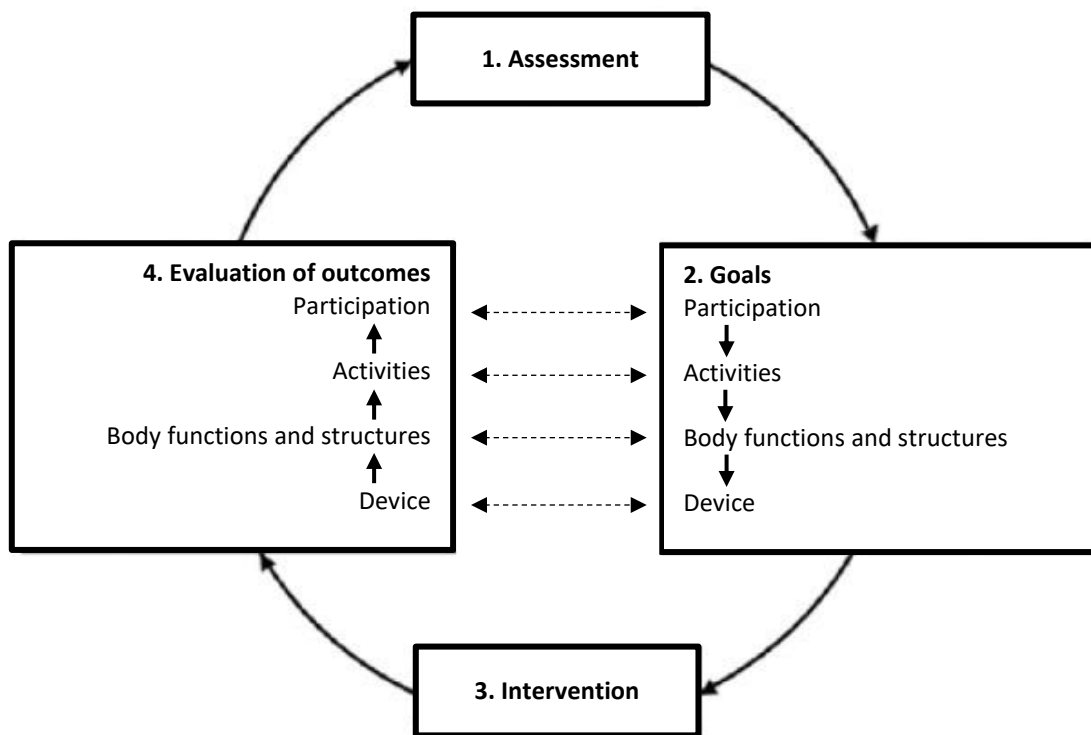 1. Assessment
4. Evaluation of outcomes
Participation
Activities
Body functions and structures
Device
2. Goals
Participation
Activities
Body functions and structures
Device
3. Intervention